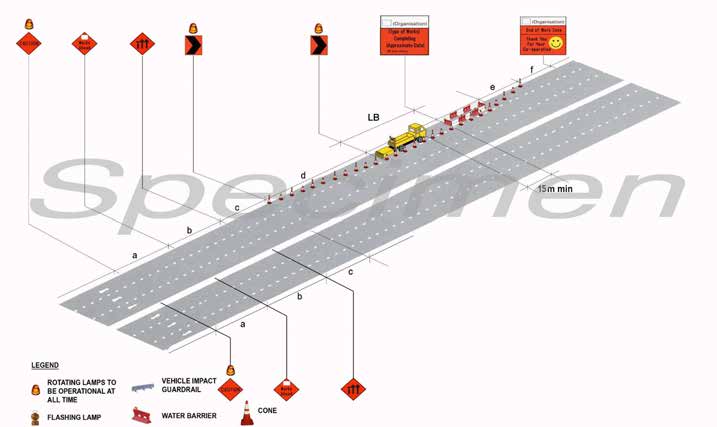 CAUTION
Works
Ahead
(Organisation)
(Type of Works)
Completing
(Approximate Date)
(Organisation)
End of Work Zone
Thank You
For Your
Co-operation
f
e
LB
d
c
b
a
Specimen
15m min
c
b
a
CAUTION
Works
Ahead
LEGEND
ROTATING LAMPS TO
BE OPERATIONAL AT
ALL TIME
FLASHING LAMP
VEHICLE IMPACT
GUARDRAIL
WATER BARRIER
CONE